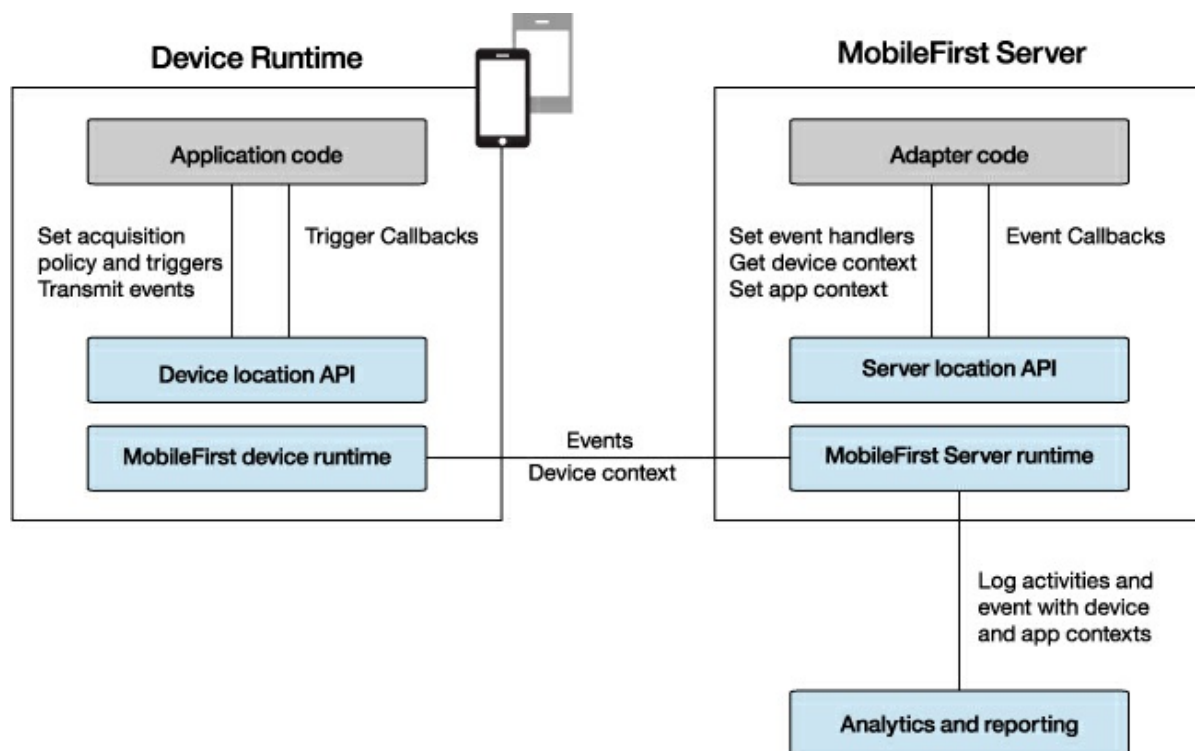 Device Runtime
MobileFirst Server
Application code
Set acquisition
policy and triggers
Transmit events
Trigger Callbacks
Device location API
MobileFirst device runtime
Events
Device context
Adapter code
Set event handlers
Get device context
Set app context
Event Callbacks
Server location API
MobileFirst Server runtime
Log activities and
event with device
and app contexts
Analytics and reporting